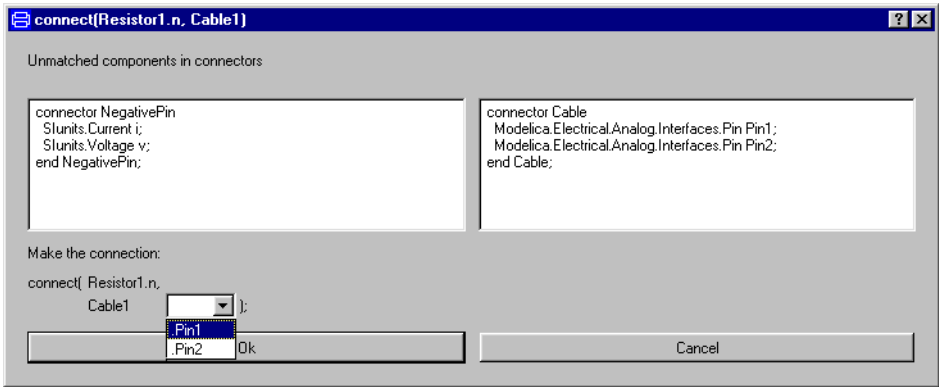 connect(Resistor1.n, Cable1)
Unmatched components in connectors
connector NegativePin
SIunits.Current i;
SIunits.Voltage v;
end NegativePin;
connector Cable
Modelica.Electrical.Analog.Interfaces.Pin Pin1;
Modelica.Electrical.Analog.Interfaces.Pin Pin2;
end Cable;
Make the connection:
connect( Resistor1.n,
Cable1 );
.Pin1
.Pin2
Ok
Cancel